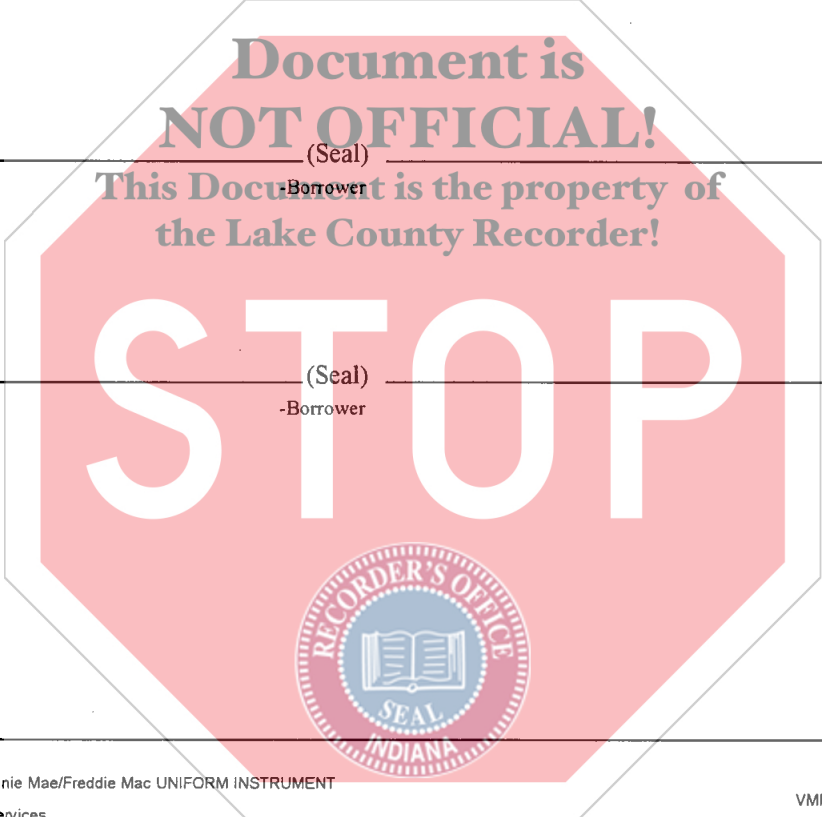 Document is
NOT OFFICIAL!
(Seal)
This Document is the property of
-Borrower
the Lake County Recorder!
STOP
(Seal)
-Borrower
RECORDER'S OFFICE
SEAL
INDIANA
nie Mae/Freddie Mac UNIFORM INSTRUMENT